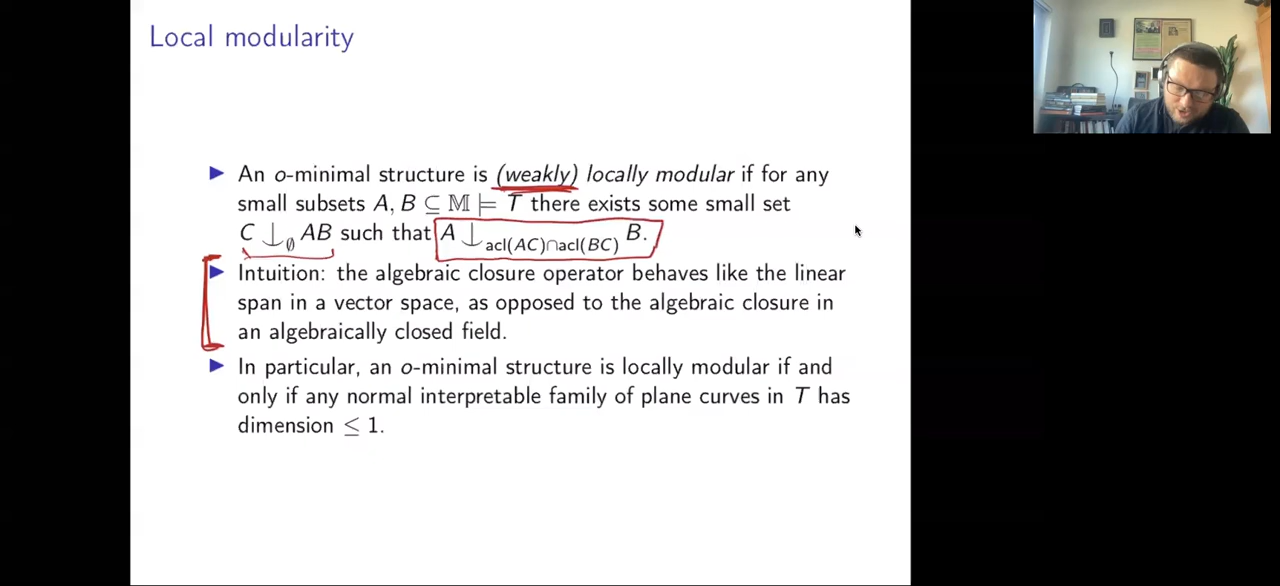 Local modularity
▶ An o-minimal structure is (weakly) locally modular if for any
small subsets A, B ⊆ 𝕄 ⊨ T there exists some small set
C ⫝_∅ AB such that A ⫝_{acl(AC)∩acl(BC)} B.
▶ Intuition: the algebraic closure operator behaves like the linear
span in a vector space, as opposed to the algebraic closure in
an algebraically closed field.
▶ In particular, an o-minimal structure is locally modular if and
only if any normal interpretable family of plane curves in T has
dimension ≤ 1.